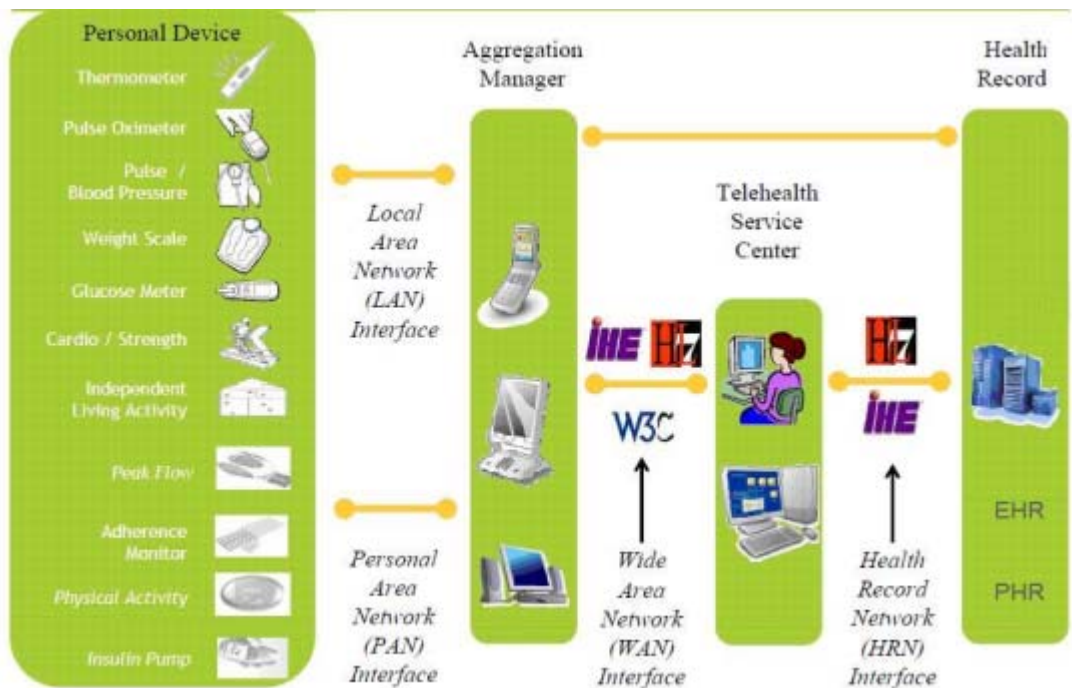 Personal Device
Thermometer
Pulse Oximeter
Pulse /
Blood Pressure
Weight Scale
Glucose Meter
Cardio / Strength
Independent
Living Activity
Peak Flow
Adherence
Monitor
Physical Activity
Insulin Pump
Local
Area
Network
(LAN)
Interface
Personal
Area
Network
(PAN)
Interface
Aggregation
Manager
IHE
HL7
W3C
Wide
Area
Network
(WAN)
Interface
Telehealth
Service
Center
HL7
IHE
Health
Record
Network
(HRN)
Interface
Health
Record
EHR
PHR